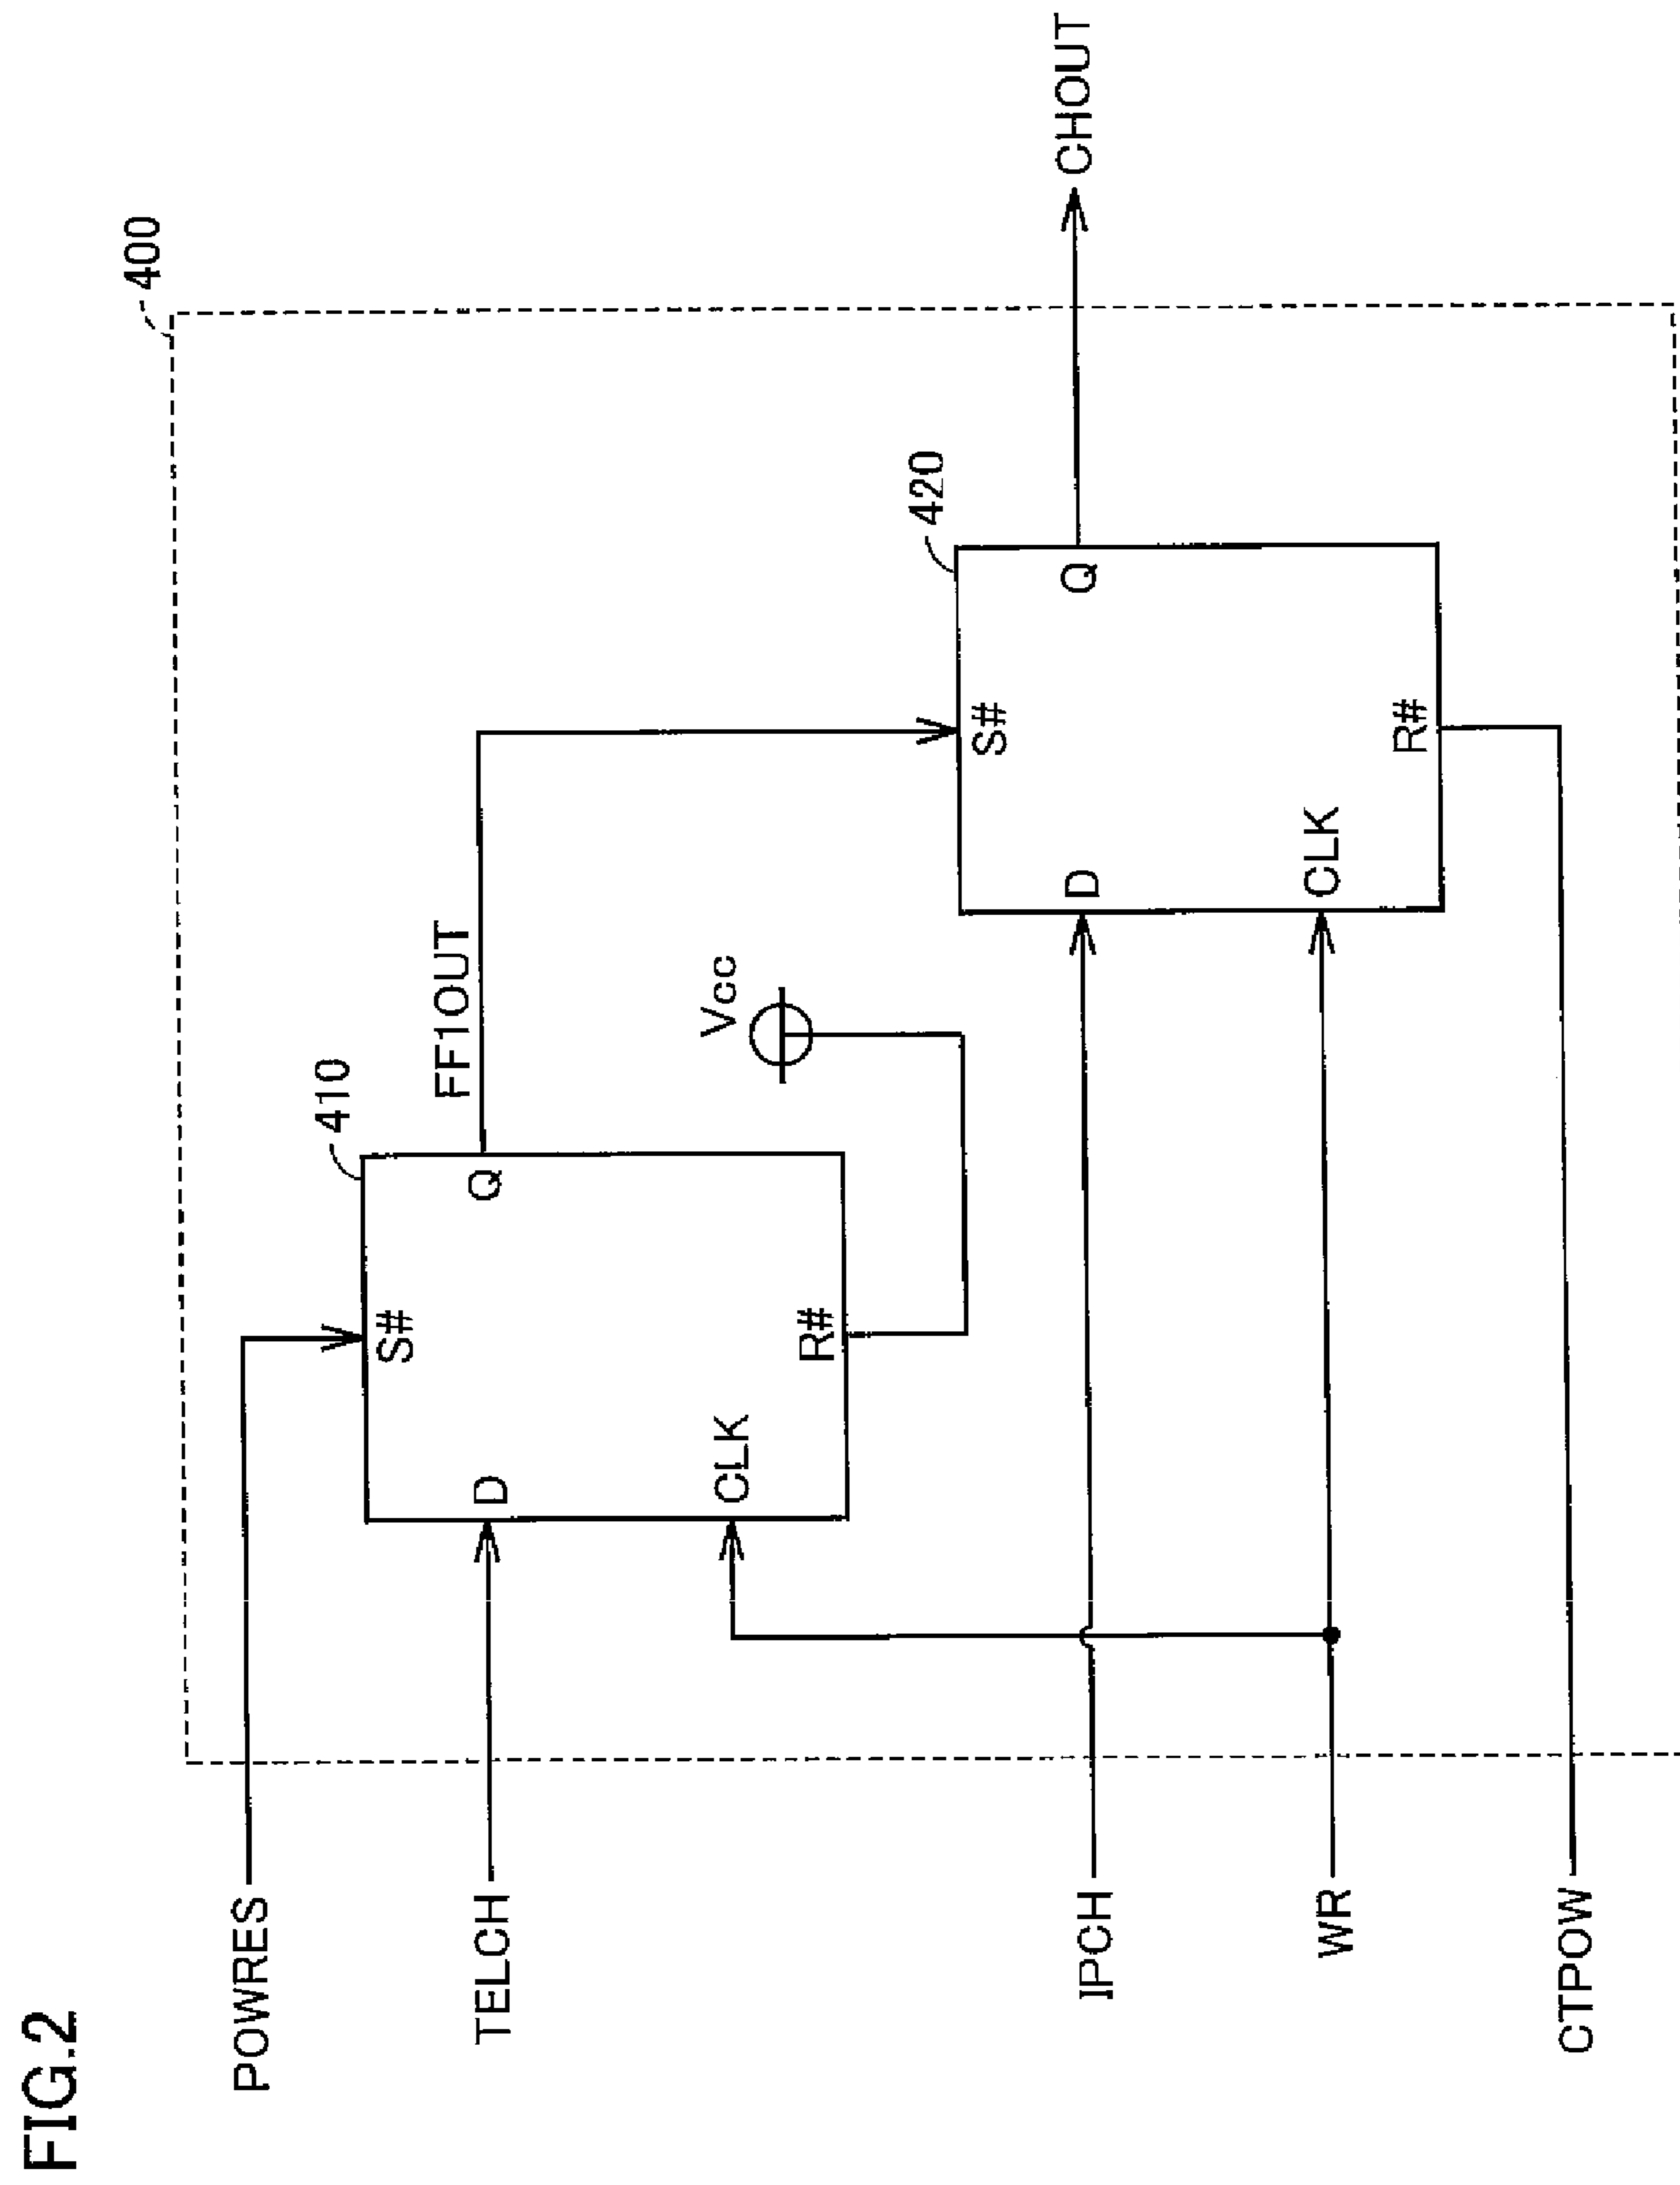 FIG.2
400
POWRES
410
S#
TELCH
D
Q
FF1OUT
CLK
R#
Vcc
420
S#
IPCH
D
Q
CHOUT
WR
CLK
R#
CTPOW